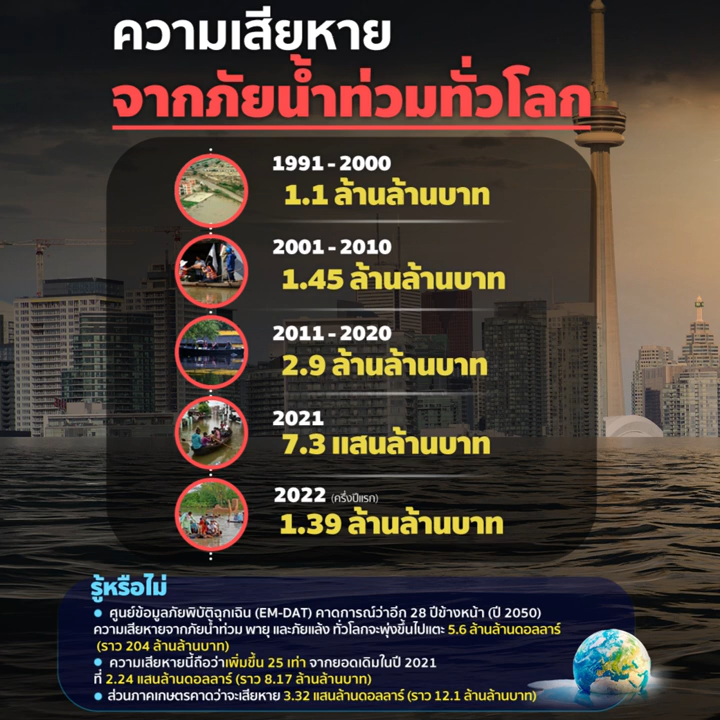 ความเสียหาย
จากภัยน้ำท่วมทั่วโลก
1991 - 2000
1.1 ล้านล้านบาท
2001 - 2010
1.45 ล้านล้านบาท
2011 - 2020
2.9 ล้านล้านบาท
2021
7.3 แสนล้านบาท
2022 (ครึ่งปีแรก)
1.39 ล้านล้านบาท
รู้หรือไม่
● ศูนย์ข้อมูลภัยพิบัติฉุกเฉิน (EM-DAT) คาดการณ์ว่าอีก 28 ปีข้างหน้า (ปี 2050)
ความเสียหายจากภัยน้ำท่วม พายุ และภัยแล้ง ทั่วโลกจะพุ่งขึ้นไปแตะ 5.6 ล้านล้านดอลลาร์
(ราว 204 ล้านล้านบาท)
● ความเสียหายนี้ถือว่าเพิ่มขึ้น 25 เท่า จากยอดเดิมในปี 2021
ที่ 2.24 แสนล้านดอลลาร์ (ราว 8.17 ล้านล้านบาท)
● ส่วนภาคเกษตรคาดว่าจะเสียหาย 3.32 แสนล้านดอลลาร์ (ราว 12.1 ล้านล้านบาท)